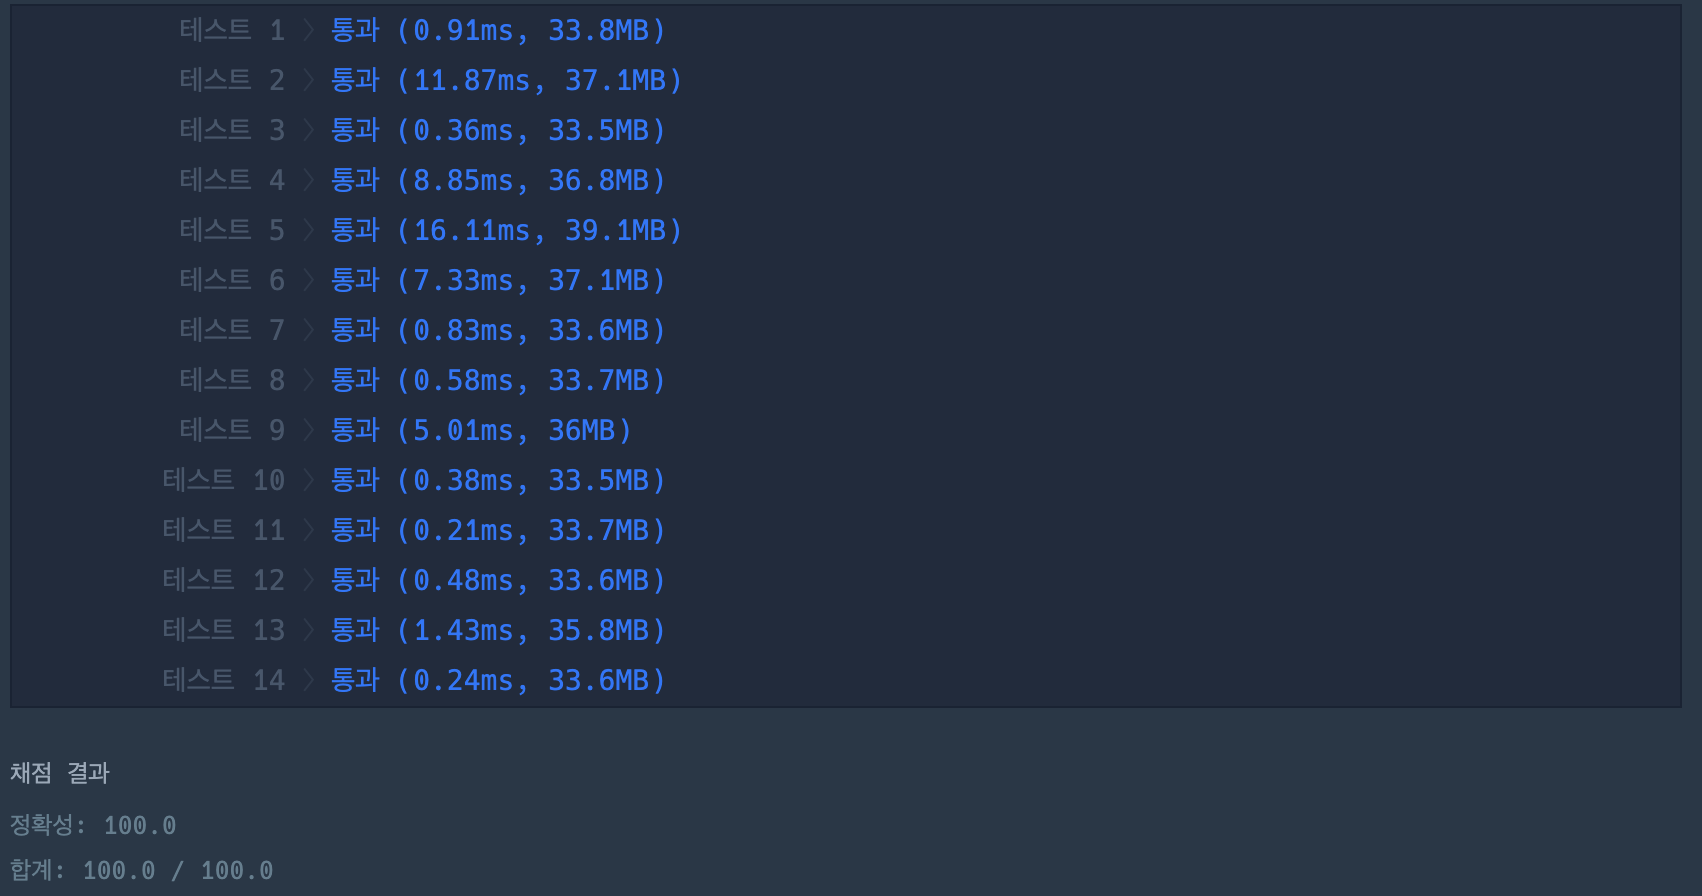 테스트 1 〉 통과 (0.91ms, 33.8MB)
테스트 2 〉 통과 (11.87ms, 37.1MB)
테스트 3 〉 통과 (0.36ms, 33.5MB)
테스트 4 〉 통과 (8.85ms, 36.8MB)
테스트 5 〉 통과 (16.11ms, 39.1MB)
테스트 6 〉 통과 (7.33ms, 37.1MB)
테스트 7 〉 통과 (0.83ms, 33.6MB)
테스트 8 〉 통과 (0.58ms, 33.7MB)
테스트 9 〉 통과 (5.01ms, 36MB)
테스트 10 〉 통과 (0.38ms, 33.5MB)
테스트 11 〉 통과 (0.21ms, 33.7MB)
테스트 12 〉 통과 (0.48ms, 33.6MB)
테스트 13 〉 통과 (1.43ms, 35.8MB)
테스트 14 〉 통과 (0.24ms, 33.6MB)
채점 결과
정확성: 100.0
합계: 100.0 / 100.0